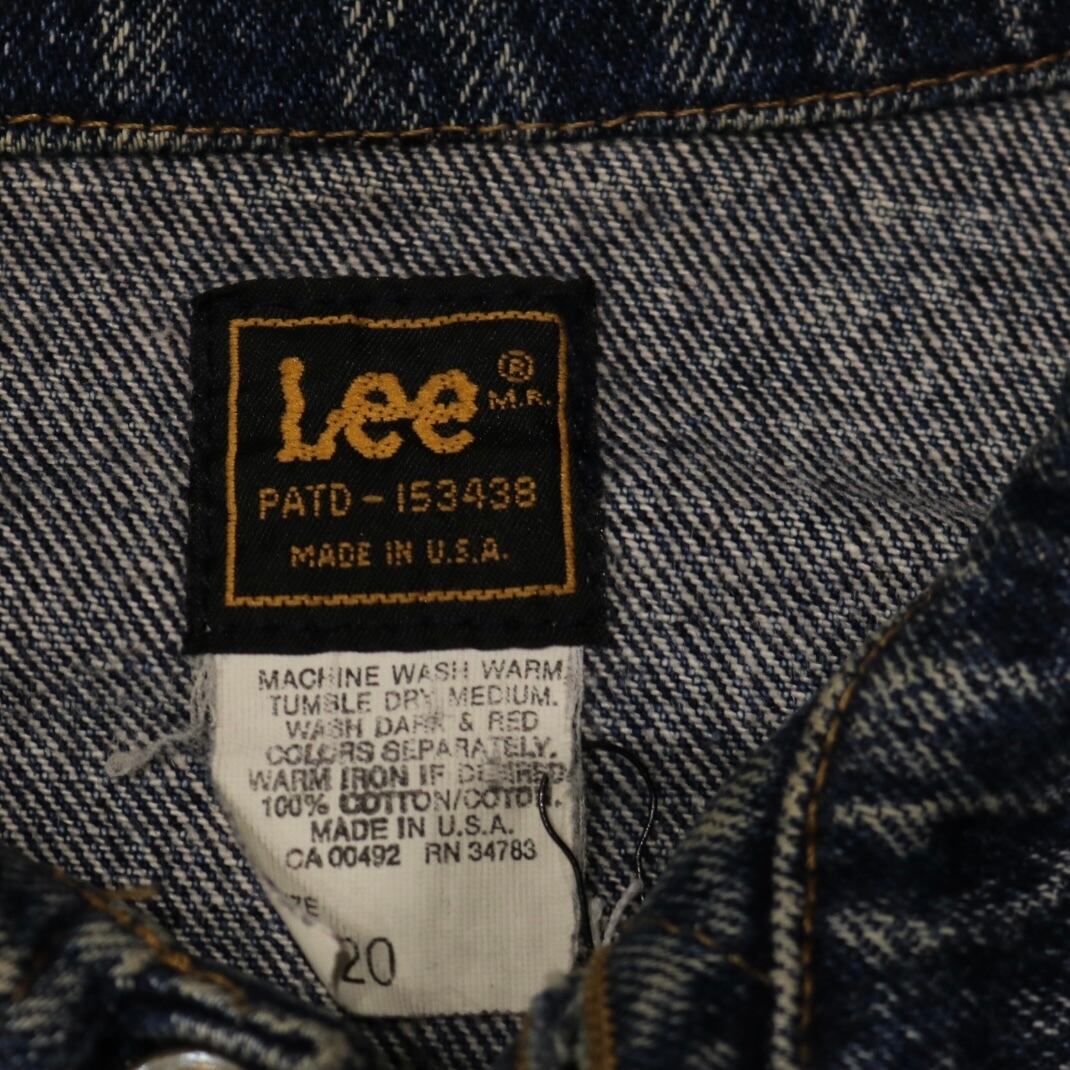 Lee ®
M.R.
PATD-153438
MADE IN U.S.A.
MACHINE WASH WARM
TUMBLE DRY MEDIUM.
WASH DARK & RED
COLORS SEPARATELY.
WARM IRON IF DESIRED
100% COTTON/COTON.
MADE IN U.S.A.
CA 00492 RN 34783
20